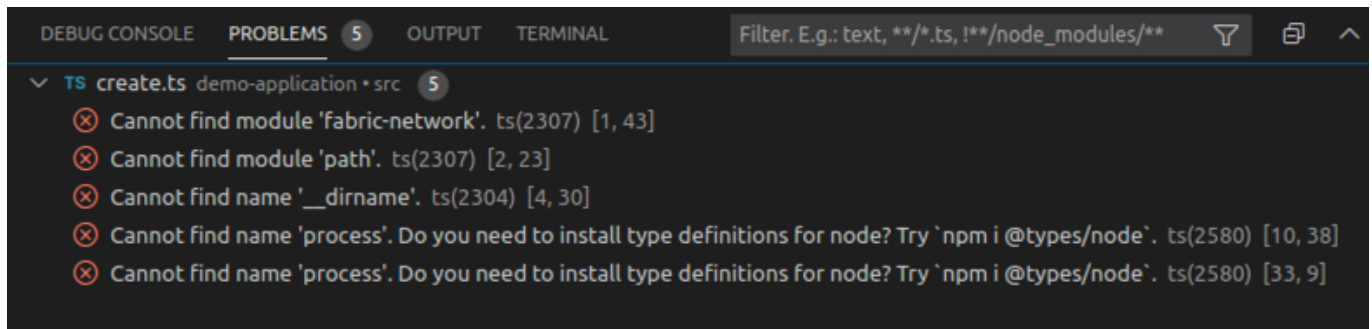 DEBUG CONSOLE PROBLEMS 5 OUTPUT TERMINAL Filter. E.g.: text, **/*.ts, !**/node_modules/**
TS create.ts demo-application • src 5
Cannot find module 'fabric-network'. ts(2307) [1, 43]
Cannot find module 'path'. ts(2307) [2, 23]
Cannot find name '__dirname'. ts(2304) [4, 30]
Cannot find name 'process'. Do you need to install type definitions for node? Try `npm i @types/node`. ts(2580) [10, 38]
Cannot find name 'process'. Do you need to install type definitions for node? Try `npm i @types/node`. ts(2580) [33, 9]